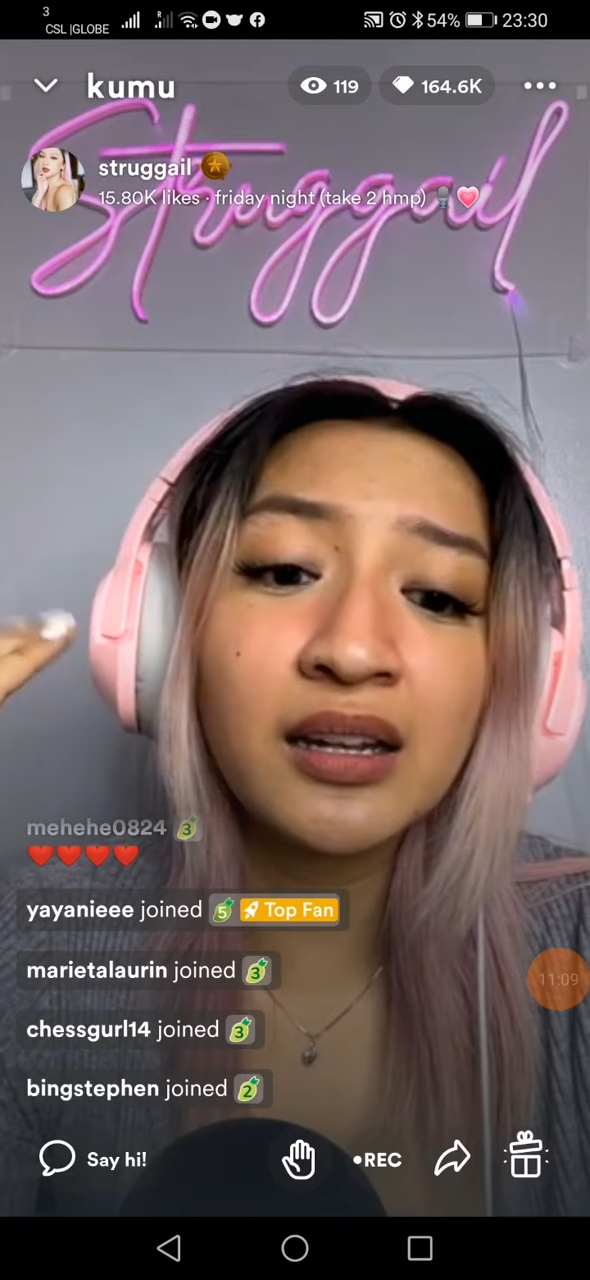 3
CSL |GLOBE
R
54%
23:30
kumu
119
164.6K
Struggail
struggail
15.80K likes · friday night (take 2 hmp) 🎙️💓
mehehe0824 3
❤️❤️❤️❤️
yayanieee joined 5 Top Fan
marietalaurin joined 3
11:09
chessgurl14 joined 3
bingstephen joined 2
Say hi!
•REC